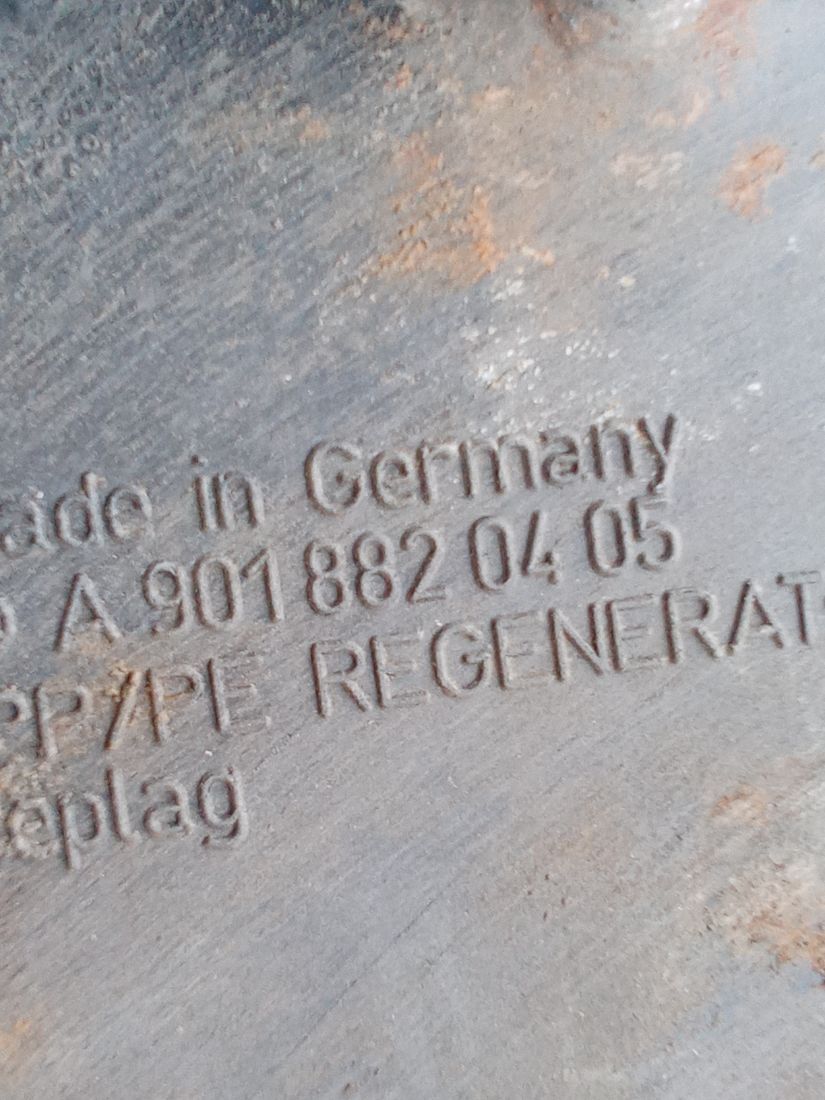 ade in Germany
A 901 882 04 05
PP/PE REGENERAT
eplag